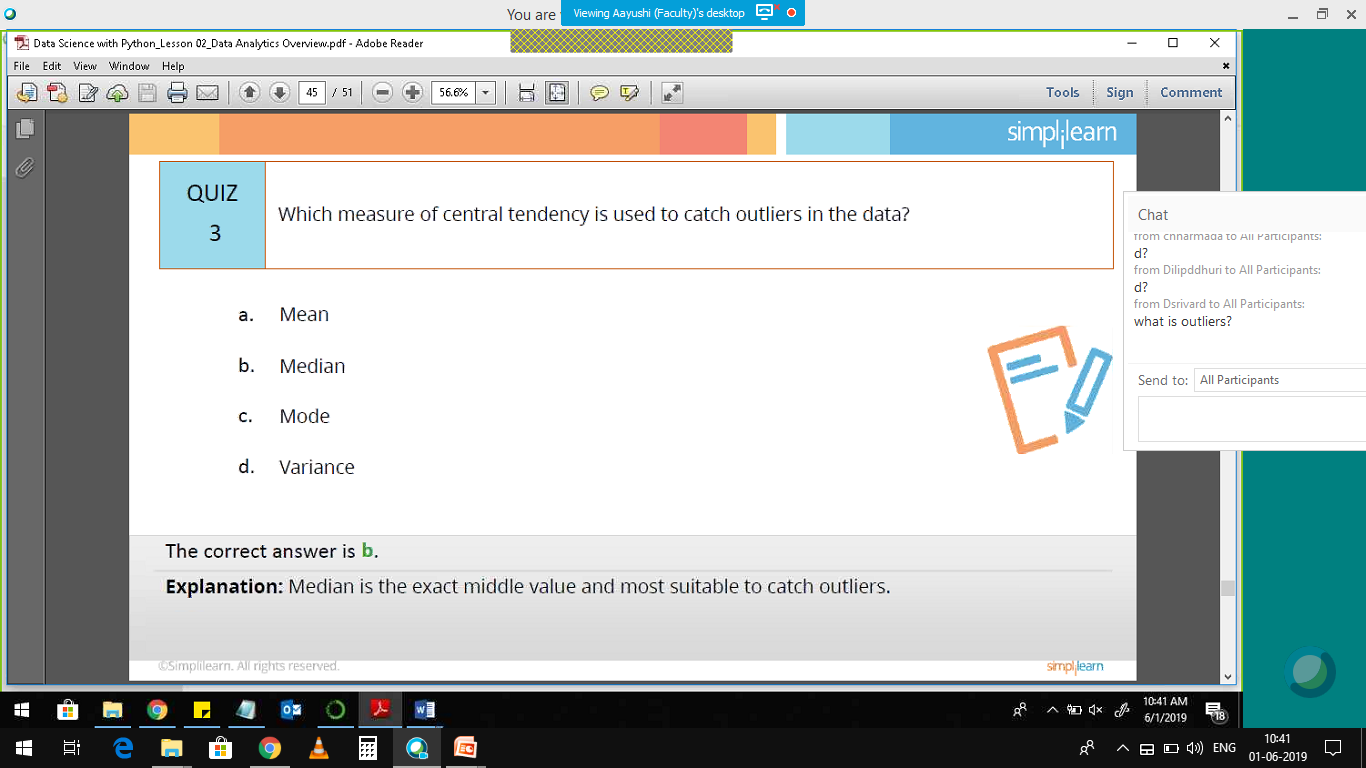 You are
Viewing Aayushi (Faculty)'s desktop
Data Science with Python_Lesson 02_Data Analytics Overview.pdf - Adobe Reader
File Edit View Window Help
45 / 51 56.6% Tools Sign Comment
simplilearn
QUIZ
3
Which measure of central tendency is used to catch outliers in the data?
a. Mean
b. Median
c. Mode
d. Variance
The correct answer is b.
Explanation: Median is the exact middle value and most suitable to catch outliers.
©Simplilearn. All rights reserved.
simplilearn
Chat
from chharmada to All Participants:
d?
from Dilipddhuri to All Participants:
d?
from Dsrivard to All Participants:
what is outliers?
Send to: All Participants
10:41 AM
6/1/2019
18
ENG
10:41
01-06-2019